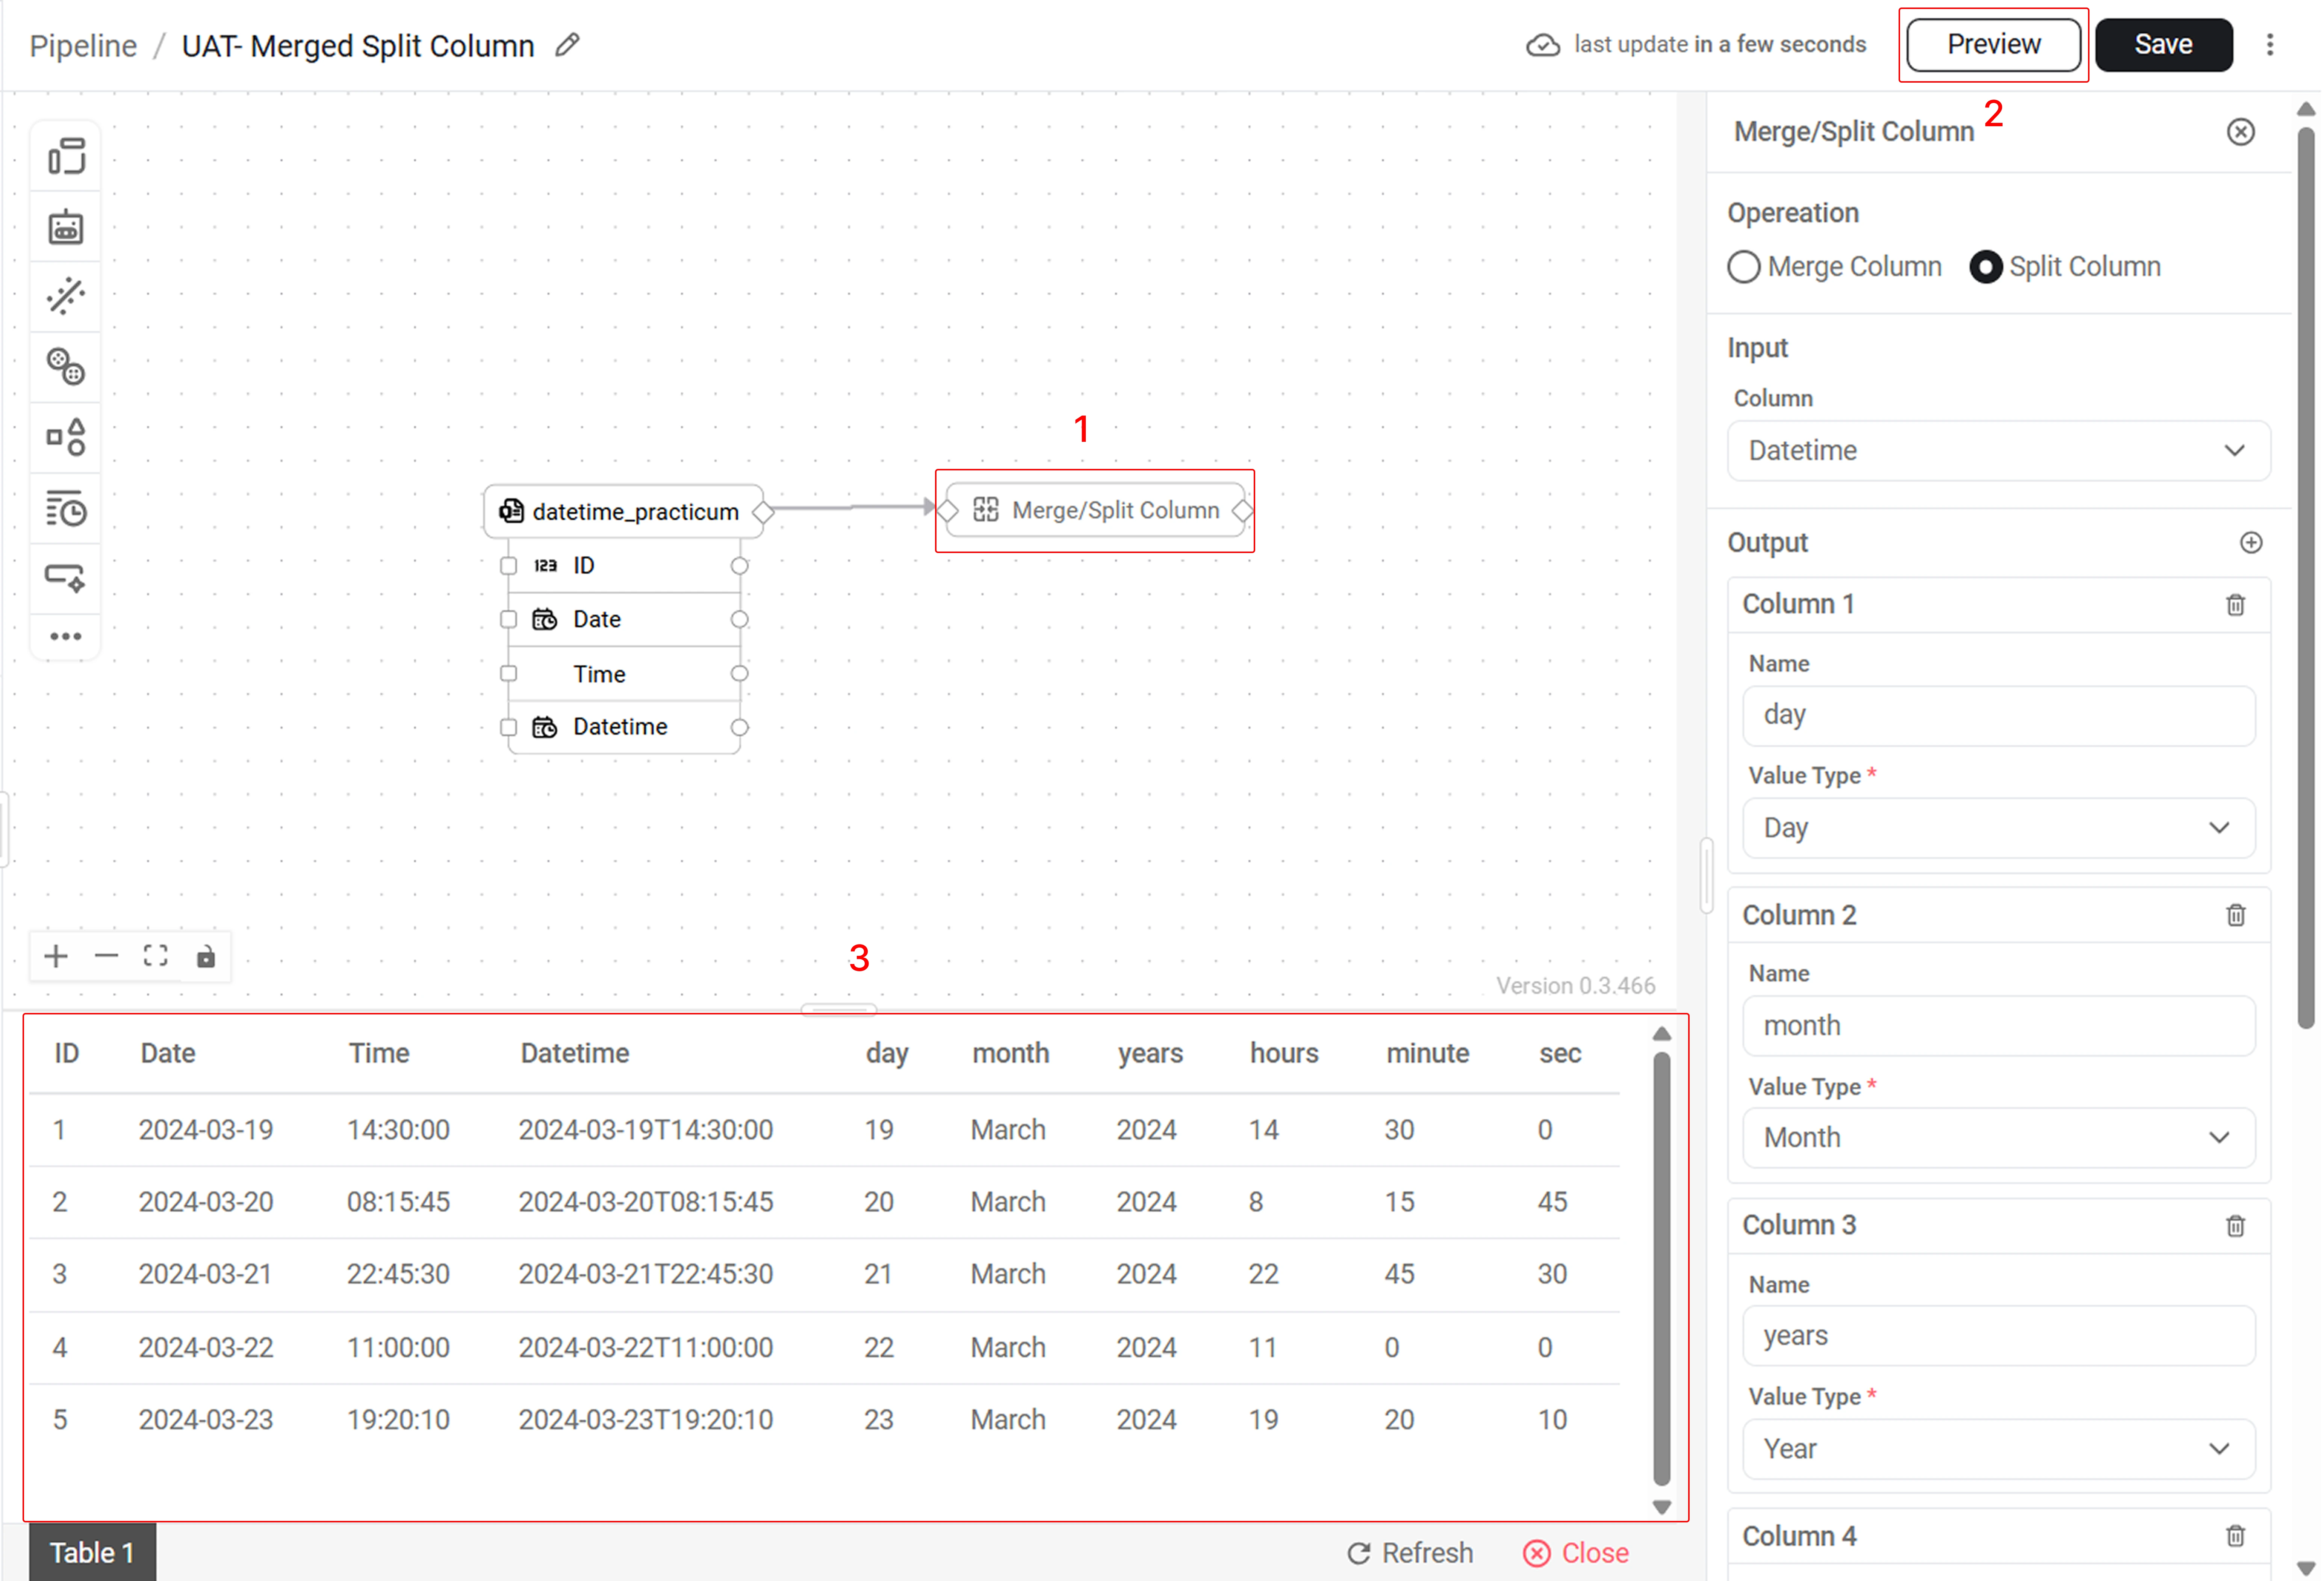 Pipeline / UAT- Merged Split Column
last update in a few seconds
Preview
Save
2
Merge/Split Column
Opereation
Merge Column
Split Column
Input
Column
Datetime
Output
Column 1
Name
day
Value Type *
Day
Column 2
Name
month
Value Type *
Month
Column 3
Name
years
Value Type *
Year
Column 4
1
datetime_practicum
Merge/Split Column
123 ID
Date
Time
Datetime
3
Version 0.3.466
ID Date Time Datetime day month years hours minute sec
1 2024-03-19 14:30:00 2024-03-19T14:30:00 19 March 2024 14 30 0
2 2024-03-20 08:15:45 2024-03-20T08:15:45 20 March 2024 8 15 45
3 2024-03-21 22:45:30 2024-03-21T22:45:30 21 March 2024 22 45 30
4 2024-03-22 11:00:00 2024-03-22T11:00:00 22 March 2024 11 0 0
5 2024-03-23 19:20:10 2024-03-23T19:20:10 23 March 2024 19 20 10
Table 1
Refresh
Close